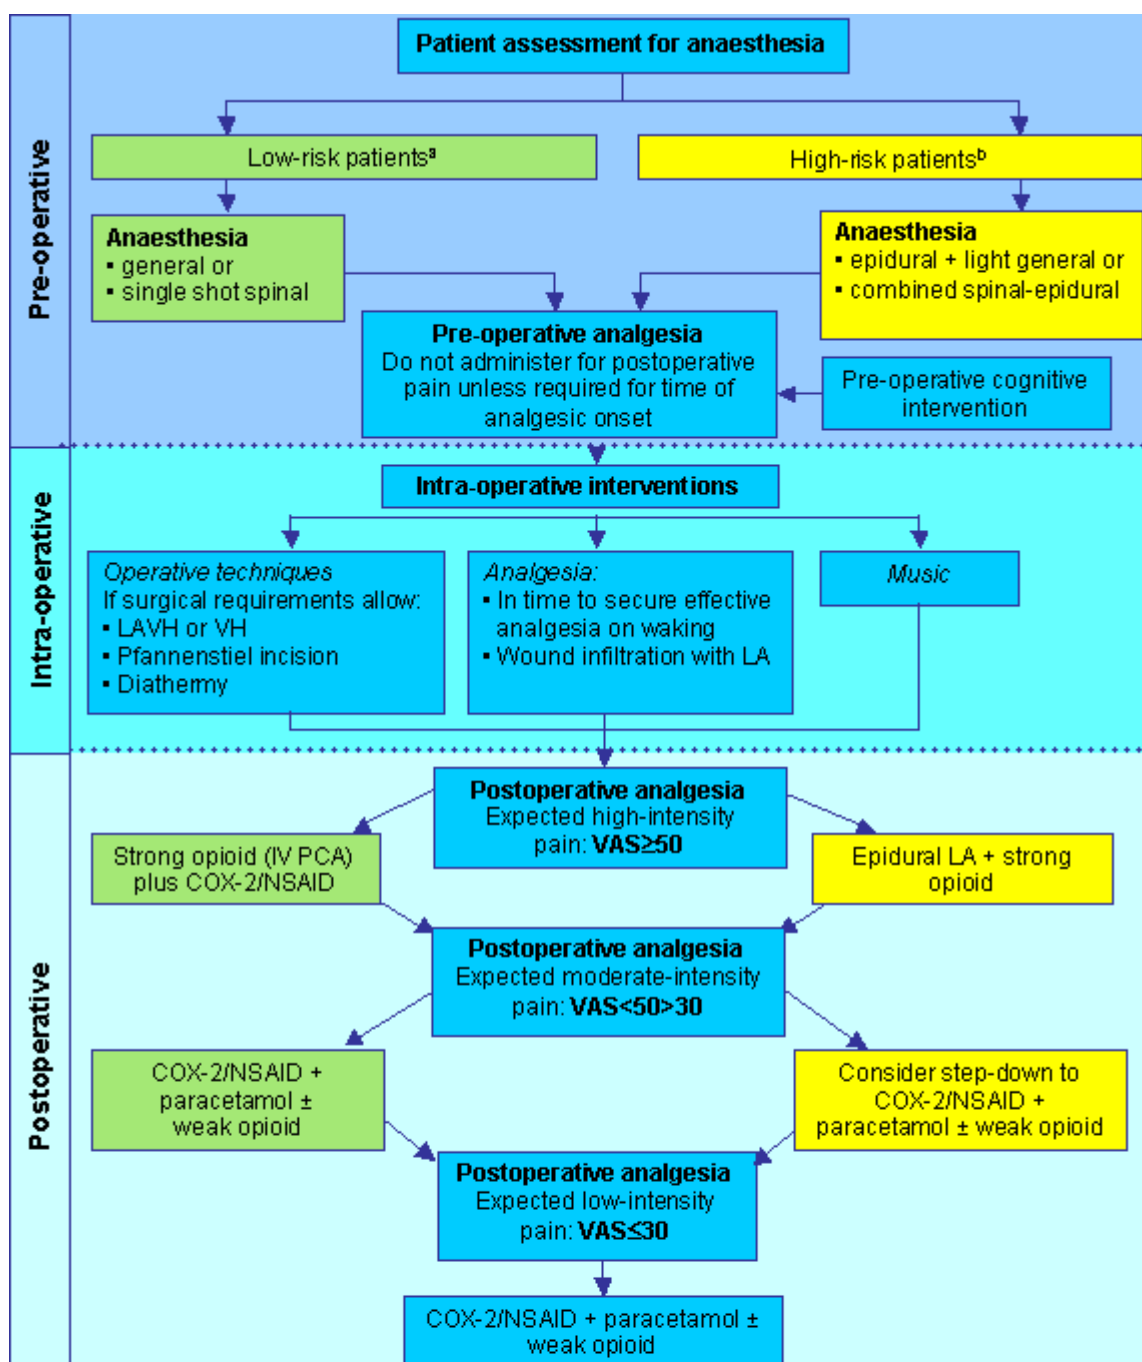 Pre-operative
Patient assessment for anaesthesia
Low-risk patientsᵃ
High-risk patientsᵇ
Anaesthesia
▪ general or
▪ single shot spinal
Anaesthesia
▪ epidural + light general or
▪ combined spinal-epidural
Pre-operative analgesia
Do not administer for postoperative
pain unless required for time of
analgesic onset
Pre-operative cognitive
intervention
Intra-operative
Intra-operative interventions
Operative techniques
If surgical requirements allow:
▪ LAVH or VH
▪ Pfannenstiel incision
▪ Diathermy
Analgesia:
▪ In time to secure effective
analgesia on waking
▪ Wound infiltration with LA
Music
Postoperative
Postoperative analgesia
Expected high-intensity
pain: VAS≥50
Strong opioid (IV PCA)
plus COX-2/NSAID
Epidural LA + strong
opioid
Postoperative analgesia
Expected moderate-intensity
pain: VAS<50>30
COX-2/NSAID +
paracetamol ±
weak opioid
Consider step-down to
COX-2/NSAID +
paracetamol ± weak opioid
Postoperative analgesia
Expected low-intensity
pain: VAS≤30
COX-2/NSAID + paracetamol ±
weak opioid